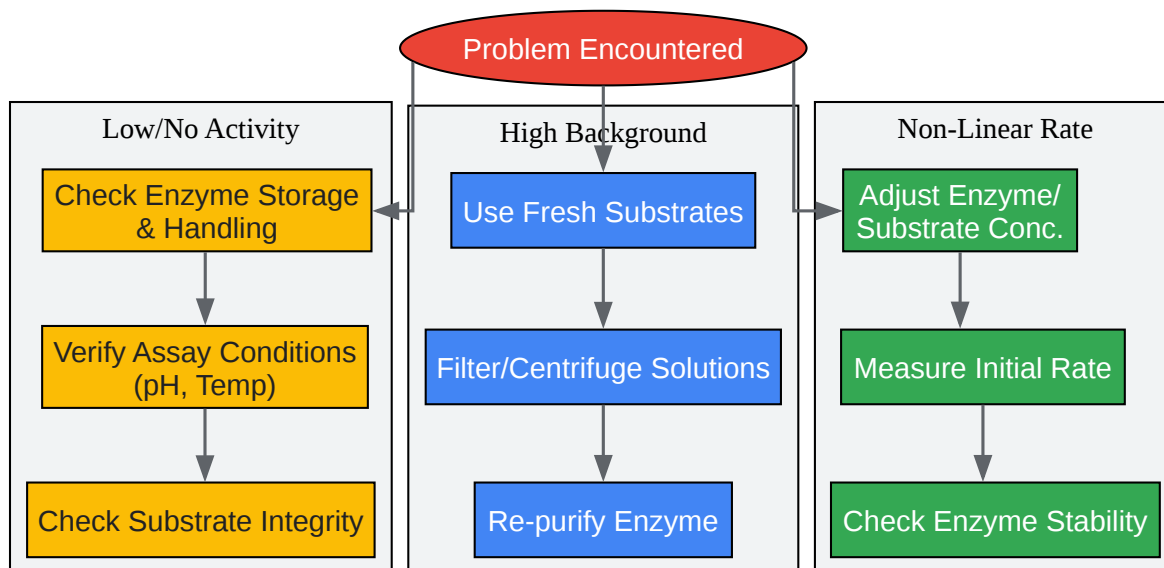 Problem Encountered
Low/No Activity
Check Enzyme Storage
& Handling
Verify Assay Conditions
(pH, Temp)
Check Substrate Integrity
High Background
Use Fresh Substrates
Filter/Centrifuge Solutions
Re-purify Enzyme
Non-Linear Rate
Adjust Enzyme/
Substrate Conc.
Measure Initial Rate
Check Enzyme Stability